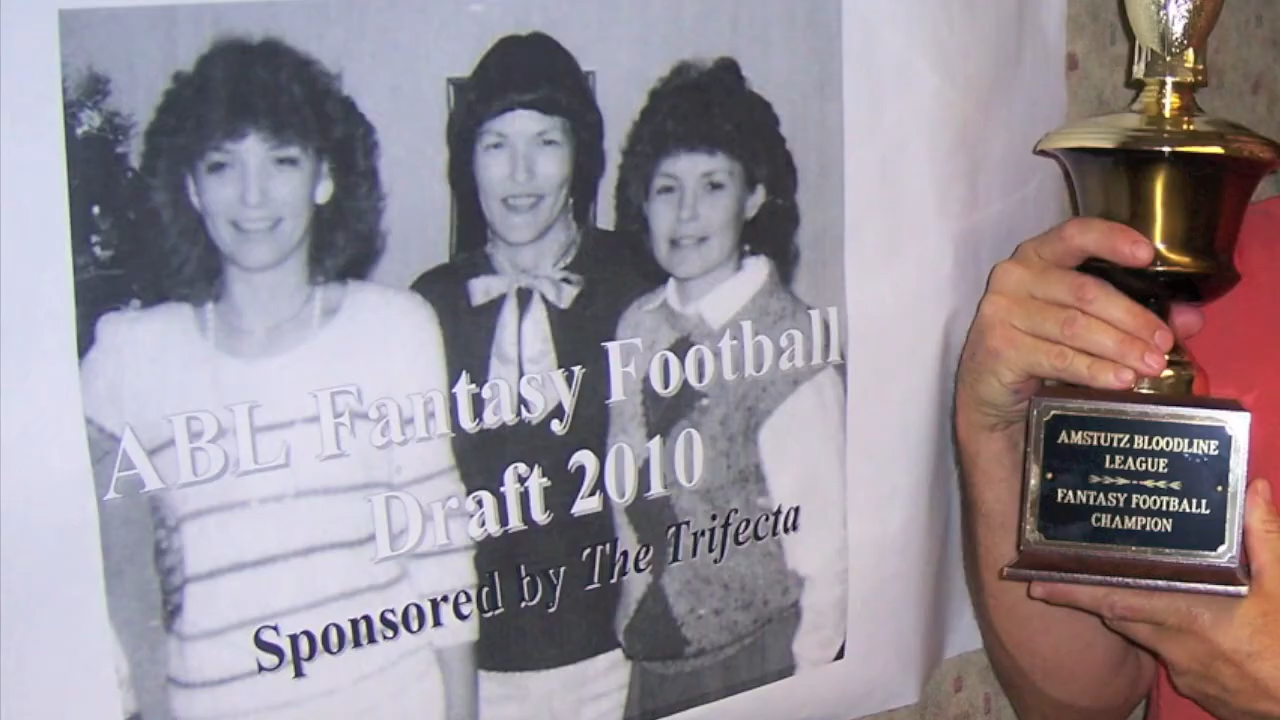 ABL Fantasy Football
Draft 2010
Sponsored by The Trifecta
AMSTUTZ BLOODLINE
LEAGUE
FANTASY FOOTBALL
CHAMPION